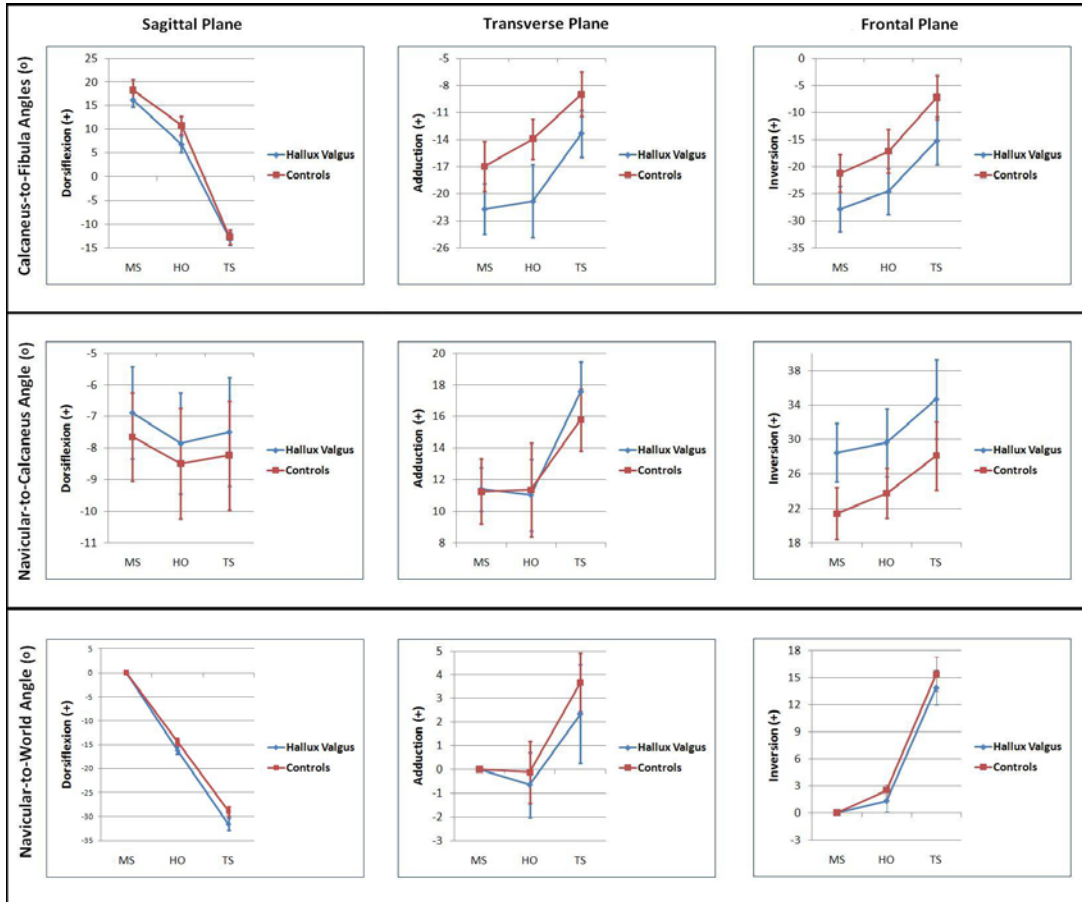 Sagittal Plane
Transverse Plane
Frontal Plane
Calcaneus-to-Fibula Angles (o)
Dorsiflexion (+)
25
20
15
10
5
0
-5
-10
-15
MS HO TS
Hallux Valgus
Controls
Adduction (+)
-5
-8
-11
-14
-17
-20
-23
-26
MS HO TS
Hallux Valgus
Controls
Inversion (+)
0
-5
-10
-15
-20
-25
-30
-35
MS HO TS
Hallux Valgus
Controls
Navicular-to-Calcaneus Angle (o)
Dorsiflexion (+)
-5
-6
-7
-8
-9
-10
-11
MS HO TS
Hallux Valgus
Controls
Adduction (+)
20
18
16
14
12
10
8
MS HO TS
Hallux Valgus
Controls
Inversion (+)
38
34
30
26
22
18
MS HO TS
Hallux Valgus
Controls
Navicular-to-World Angle (o)
Dorsiflexion (+)
5
0
-5
-10
-15
-20
-25
-30
-35
MS HO TS
Hallux Valgus
Controls
Adduction (+)
5
4
3
2
1
0
-1
-2
-3
MS HO TS
Hallux Valgus
Controls
Inversion (+)
18
15
12
9
6
3
0
-3
MS HO TS
Hallux Valgus
Controls